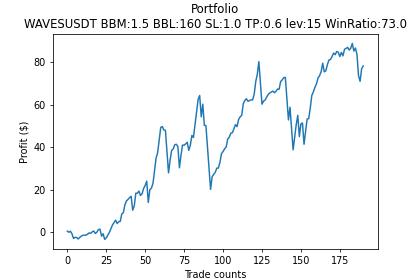 Portfolio
WAVESUSDT BBM:1.5 BBL:160 SL:1.0 TP:0.6 lev:15 WinRatio:73.0
80
60
40
20
0
Profit ($)
0 25 50 75 100 125 150 175
Trade counts